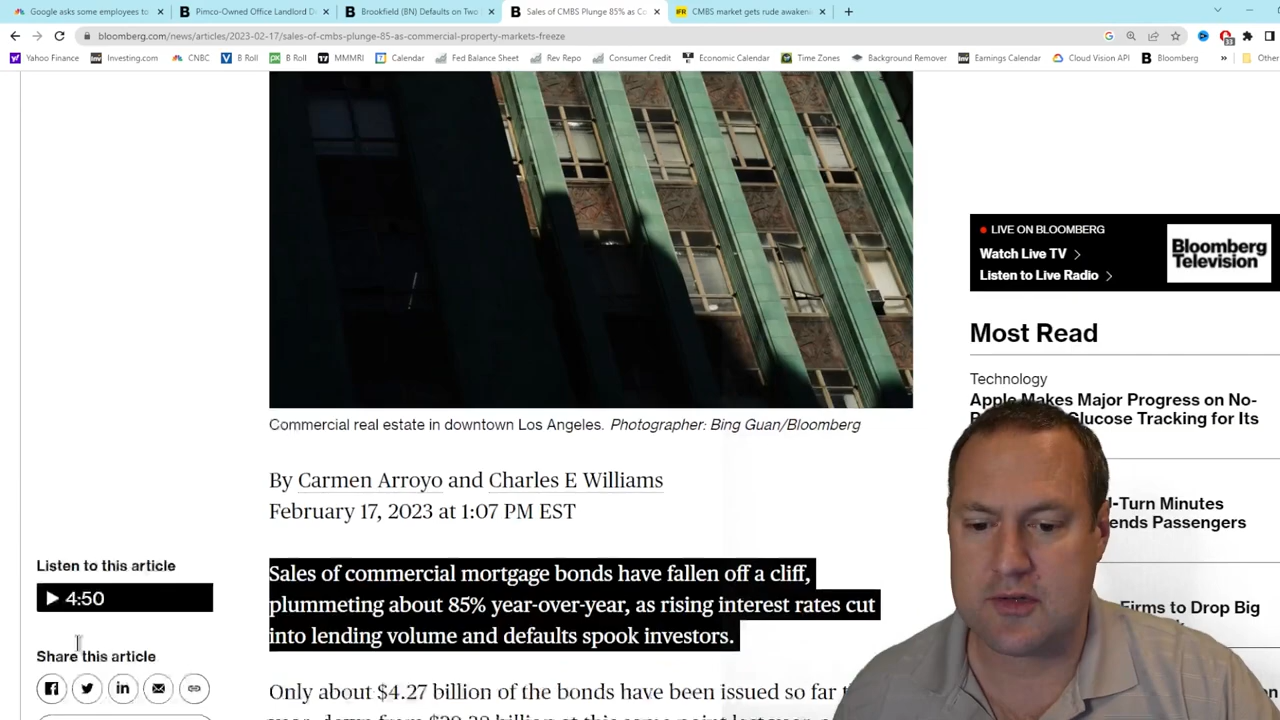 Google asks some employees to
Pimco-Owned Office Landlord D
Brookfield (BN) Defaults on Two
Sales of CMBS Plunge 85% as Co
CMBS market gets rude awaken
bloomberg.com/news/articles/2023-02-17/sales-of-cmbs-plunge-85-as-commercial-property-markets-freeze
Yahoo Finance Investing.com CNBC B Roll B Roll MMMRI Calendar Fed Balance Sheet Rev Repo Consumer Credit Economic Calendar Time Zones Background Remover Earnings Calendar Cloud Vision API Bloomberg Other
LIVE ON BLOOMBERG
Watch Live TV
Listen to Live Radio
Bloomberg
Television
Most Read
Technology
Apple Makes Major Progress on No-
Glucose Tracking for Its
-Turn Minutes
Passengers
Firms to Drop Big
Commercial real estate in downtown Los Angeles. Photographer: Bing Guan/Bloomberg
By Carmen Arroyo and Charles E Williams
February 17, 2023 at 1:07 PM EST
Listen to this article
4:50
Share this article
Sales of commercial mortgage bonds have fallen off a cliff,
plummeting about 85% year-over-year, as rising interest rates cut
into lending volume and defaults spook investors.
Only about $4.27 billion of the bonds have been issued so far